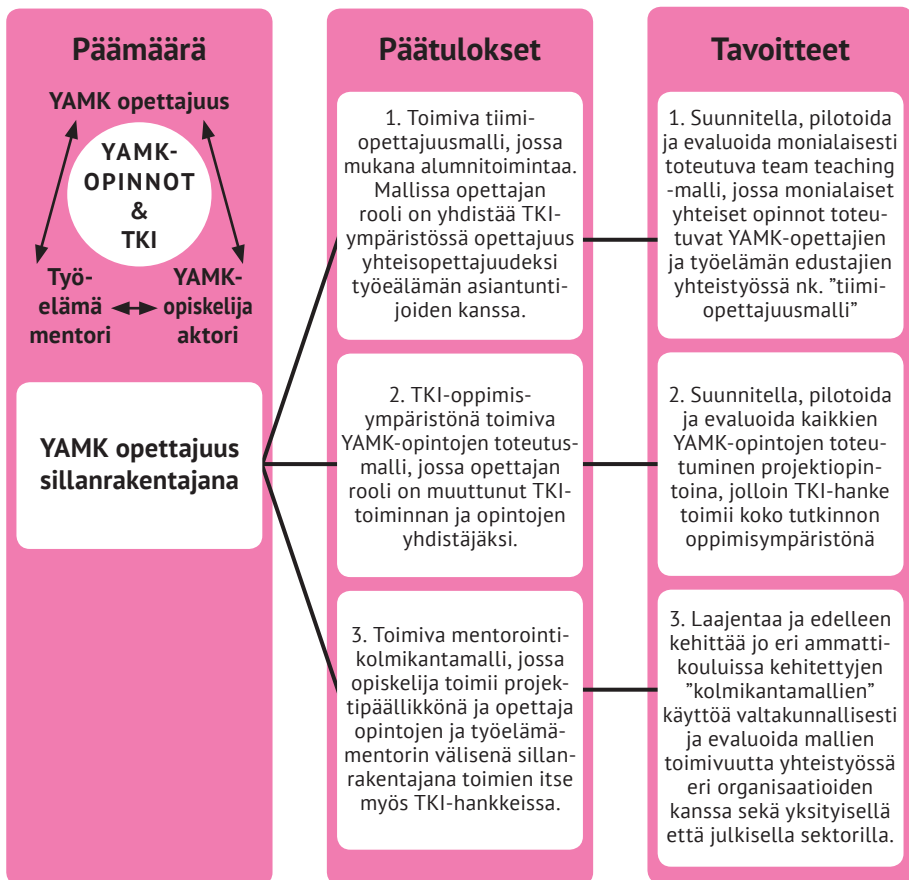 Päämäärä
YAMK opettajuus
YAMK-
OPINNOT
&
TKI
Työ-
elämä
mentori
YAMK-
opiskelija
aktori
YAMK opettajuus
sillanrakentajana
Päätulokset
1. Toimiva tiimi-
opettajuusmalli, jossa
mukana alumnitoimintaa.
Mallissa opettajan
rooli on yhdistää TKI-
ympäristössä opettajuus
yhteisopettajuudeksi
työeälämän asiantunti-
joiden kanssa.
2. TKI-oppimis-
ympäristönä toimiva
YAMK-opintojen toteutus-
malli, jossa opettajan
rooli on muuttunut TKI-
toiminnan ja opintojen
yhdistäjäksi.
3. Toimiva mentorointi-
kolmikantamalli, jossa
opiskelija toimii projek-
tipäällikkönä ja opettaja
opintojen ja työelämä-
mentorin välisenä sillan-
rakentajana toimien itse
myös TKI-hankkeissa.
Tavoitteet
1. Suunnitella, pilotoida
ja evaluoida monialaisesti
toteutuva team teaching
-malli, jossa monialaiset
yhteiset opinnot toteu-
tuvat YAMK-opettajien
ja työelämän edustajien
yhteistyössä nk. ”tiimi-
opettajuusmalli”
2. Suunnitella, pilotoida
ja evaluoida kaikkien
YAMK-opintojen toteu-
tuminen projektiopin-
toina, jolloin TKI-hanke
toimii koko tutkinnon
oppimisympäristönä
3. Laajentaa ja edelleen
kehittää jo eri ammatti-
kouluissa kehitettyjen
”kolmikantamallien”
käyttöä valtakunnallisesti
ja evaluoida mallien
toimivuutta yhteistyössä
eri organisaatioiden
kanssa sekä yksityisellä
että julkisella sektorilla.